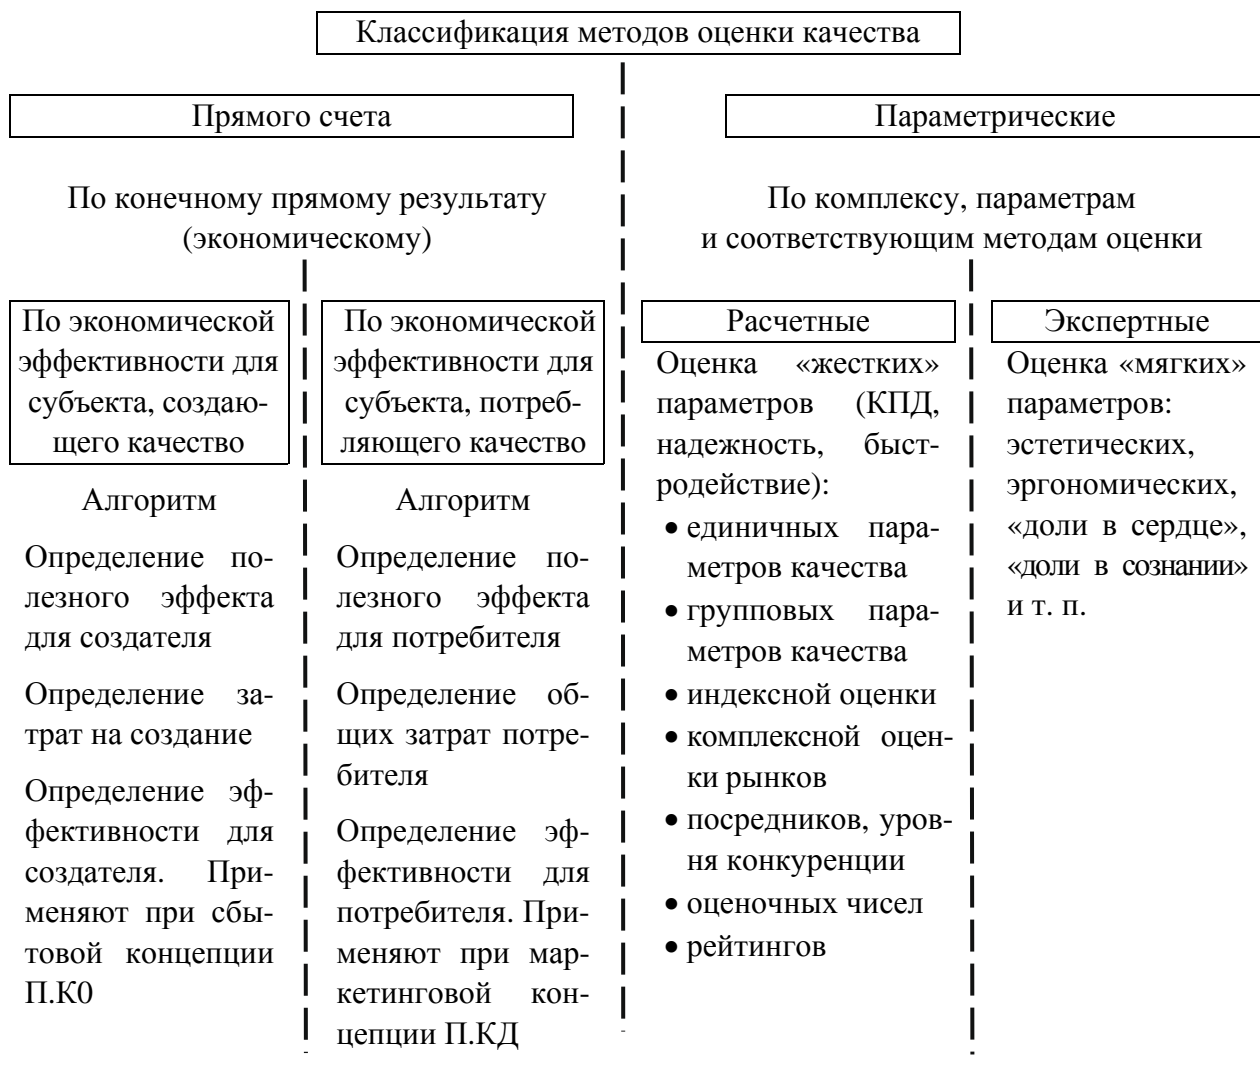 Классификация методов оценки качества
Прямого счета
По конечному прямому результату
(экономическому)
По экономической
эффективности для
субъекта, создаю-
щего качество
Алгоритм
Определение по-
лезного эффекта
для создателя
Определение за-
трат на создание
Определение эф-
фективности для
создателя. При-
меняют при сбы-
товой концепции
П.К0
По экономической
эффективности для
субъекта, потреб-
ляющего качество
Алгоритм
Определение по-
лезного эффекта
для потребителя
Определение об-
щих затрат потре-
бителя
Определение эф-
фективности для
потребителя. При-
меняют при мар-
кетинговой кон-
цепции П.КД
Параметрические
По комплексу, параметрам
и соответствующим методам оценки
Расчетные
Оценка «жестких»
параметров (КПД,
надежность, быст-
родействие):
• единичных пара-
метров качества
• групповых пара-
метров качества
• индексной оценки
• комплексной оцен-
ки рынков
• посредников, уров-
ня конкуренции
• оценочных чисел
• рейтингов
Экспертные
Оценка «мягких»
параметров:
эстетических,
эргономических,
«доли в сердце»,
«доли в сознании»
и т. п.